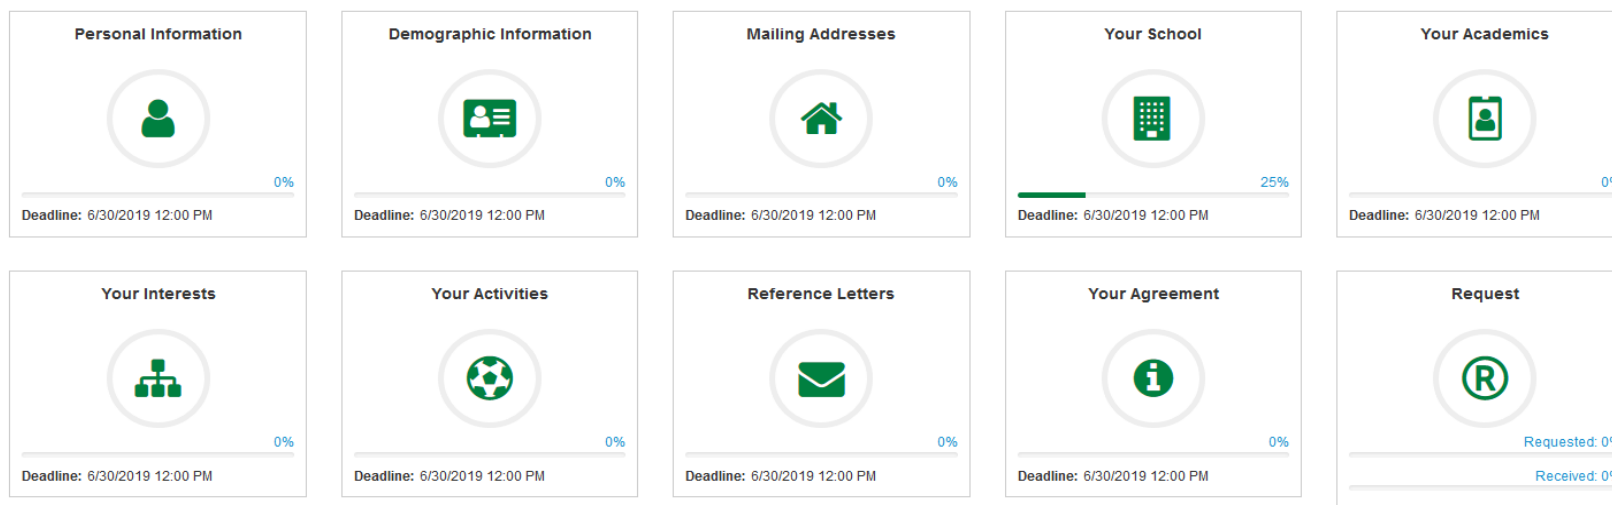 Personal Information
Demographic Information
Mailing Addresses
Your School
Your Academics
0%
0%
0%
25%
0%
Deadline: 6/30/2019 12:00 PM
Deadline: 6/30/2019 12:00 PM
Deadline: 6/30/2019 12:00 PM
Deadline: 6/30/2019 12:00 PM
Deadline: 6/30/2019 12:00 PM
Your Interests
Your Activities
Reference Letters
Your Agreement
Request
R
0%
0%
0%
0%
Requested: 0%
Deadline: 6/30/2019 12:00 PM
Deadline: 6/30/2019 12:00 PM
Deadline: 6/30/2019 12:00 PM
Deadline: 6/30/2019 12:00 PM
Received: 0%